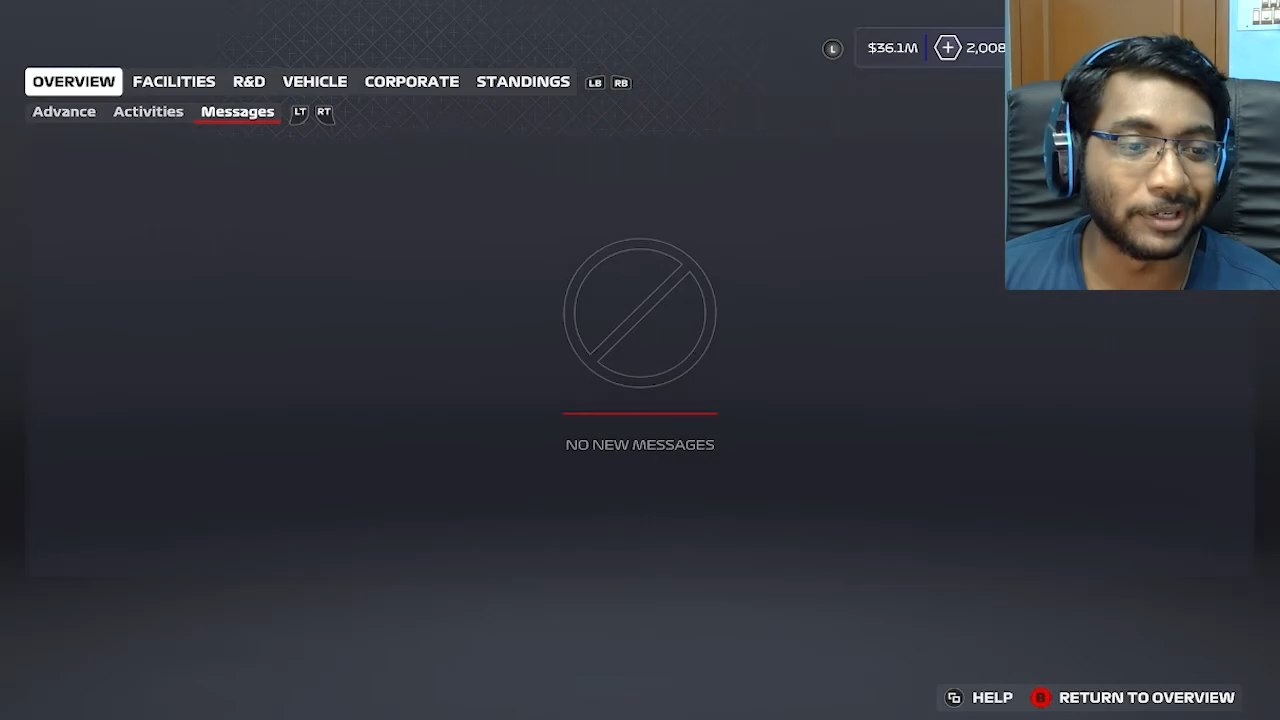 L $36.1M 2,008
OVERVIEW FACILITIES R&D VEHICLE CORPORATE STANDINGS LB RB
Advance Activities Messages LT RT
NO NEW MESSAGES
HELP B RETURN TO OVERVIEW